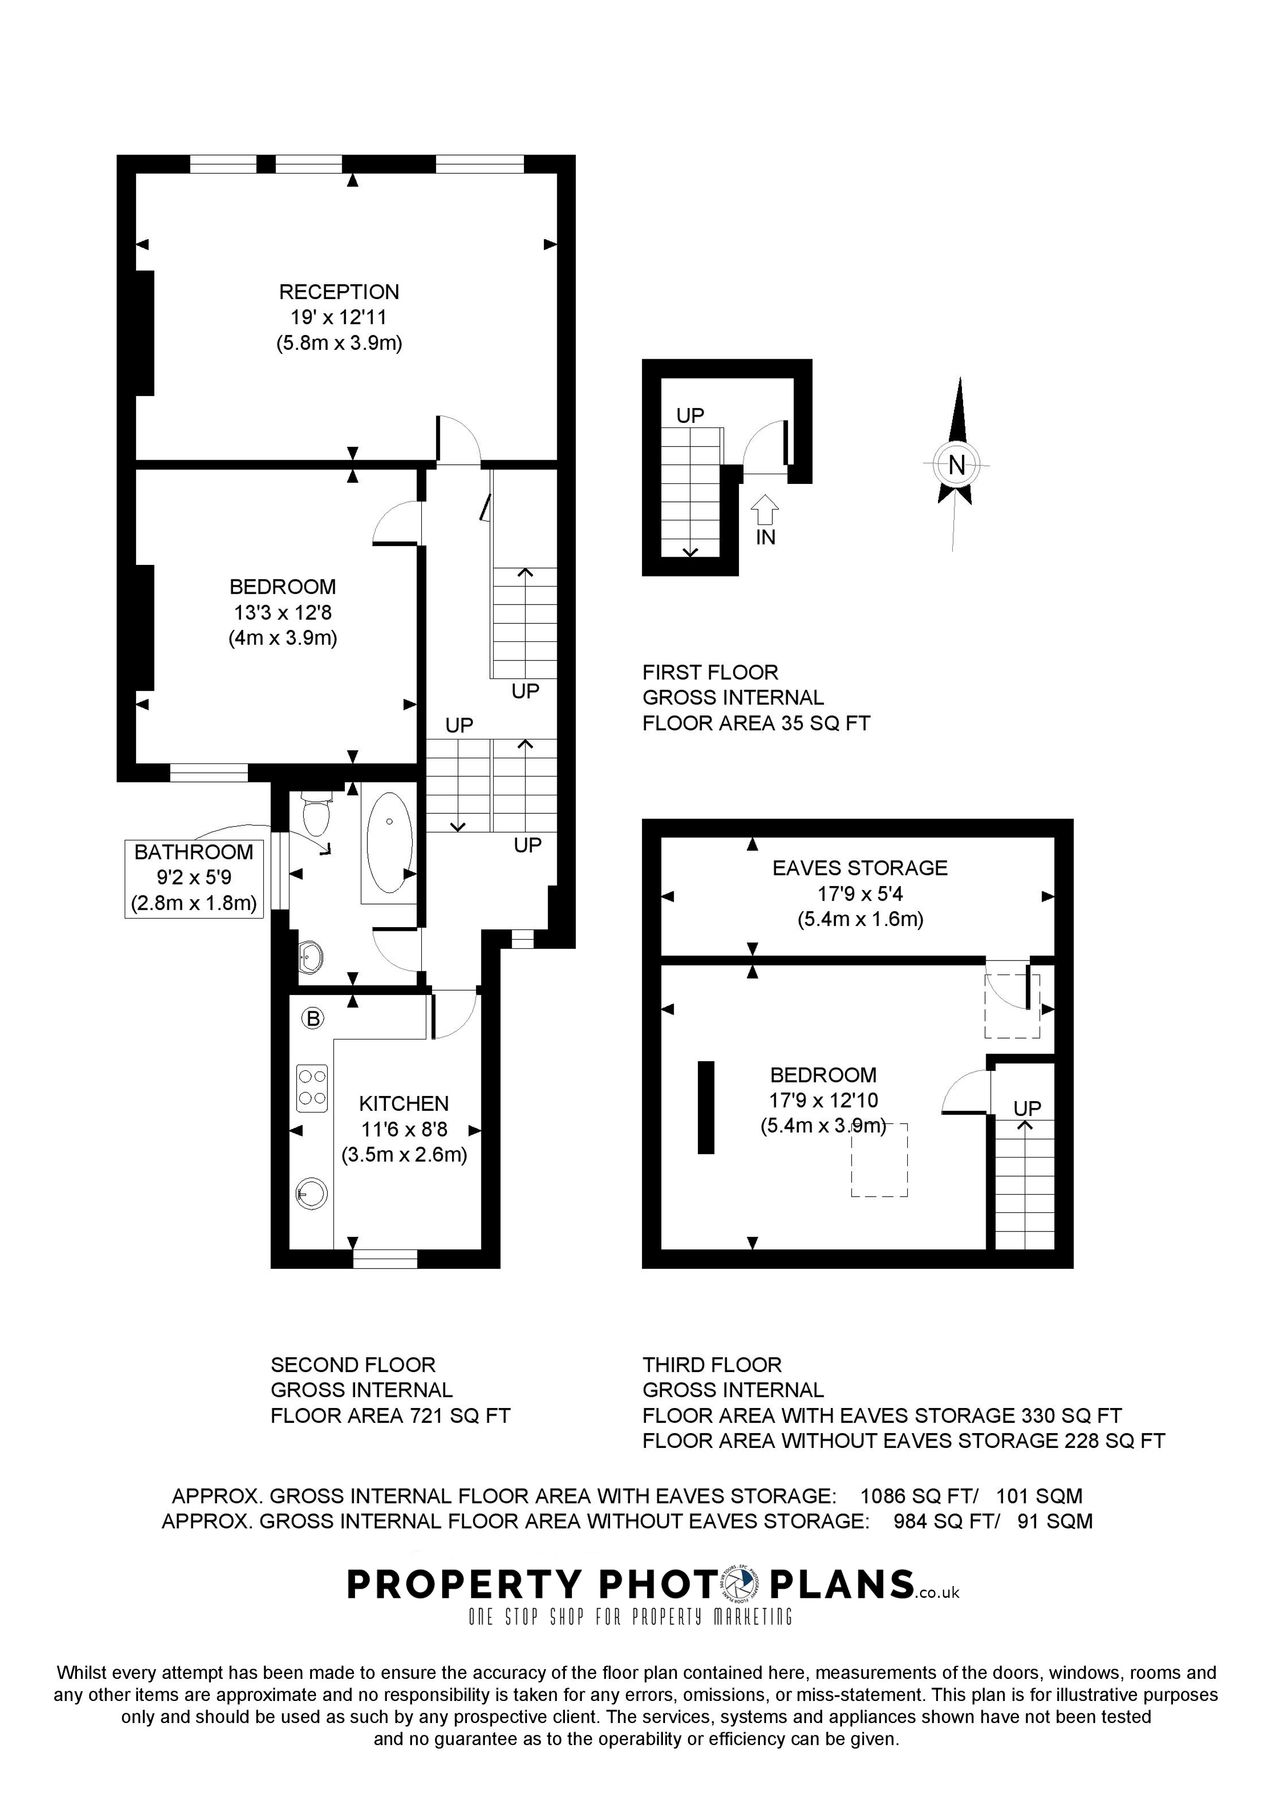 RECEPTION
19' x 12'11
(5.8m x 3.9m)
BEDROOM
13'3 x 12'8
(4m x 3.9m)
UP
UP
UP
BATHROOM
9'2 x 5'9
(2.8m x 1.8m)
B
KITCHEN
11'6 x 8'8
(3.5m x 2.6m)
UP
IN
N
FIRST FLOOR
GROSS INTERNAL
FLOOR AREA 35 SQ FT
EAVES STORAGE
17'9 x 5'4
(5.4m x 1.6m)
BEDROOM
17'9 x 12'10
(5.4m x 3.9m)
UP
SECOND FLOOR
GROSS INTERNAL
FLOOR AREA 721 SQ FT
THIRD FLOOR
GROSS INTERNAL
FLOOR AREA WITH EAVES STORAGE 330 SQ FT
FLOOR AREA WITHOUT EAVES STORAGE 228 SQ FT
APPROX. GROSS INTERNAL FLOOR AREA WITH EAVES STORAGE: 1086 SQ FT/ 101 SQM
APPROX. GROSS INTERNAL FLOOR AREA WITHOUT EAVES STORAGE: 984 SQ FT/ 91 SQM
PROPERTY PHOTO PLANS.co.uk
ONE STOP SHOP FOR PROPERTY MARKETING
Whilst every attempt has been made to ensure the accuracy of the floor plan contained here, measurements of the doors, windows, rooms and
any other items are approximate and no responsibility is taken for any errors, omissions, or miss-statement. This plan is for illustrative purposes
only and should be used as such by any prospective client. The services, systems and appliances shown have not been tested
and no guarantee as to the operability or efficiency can be given.